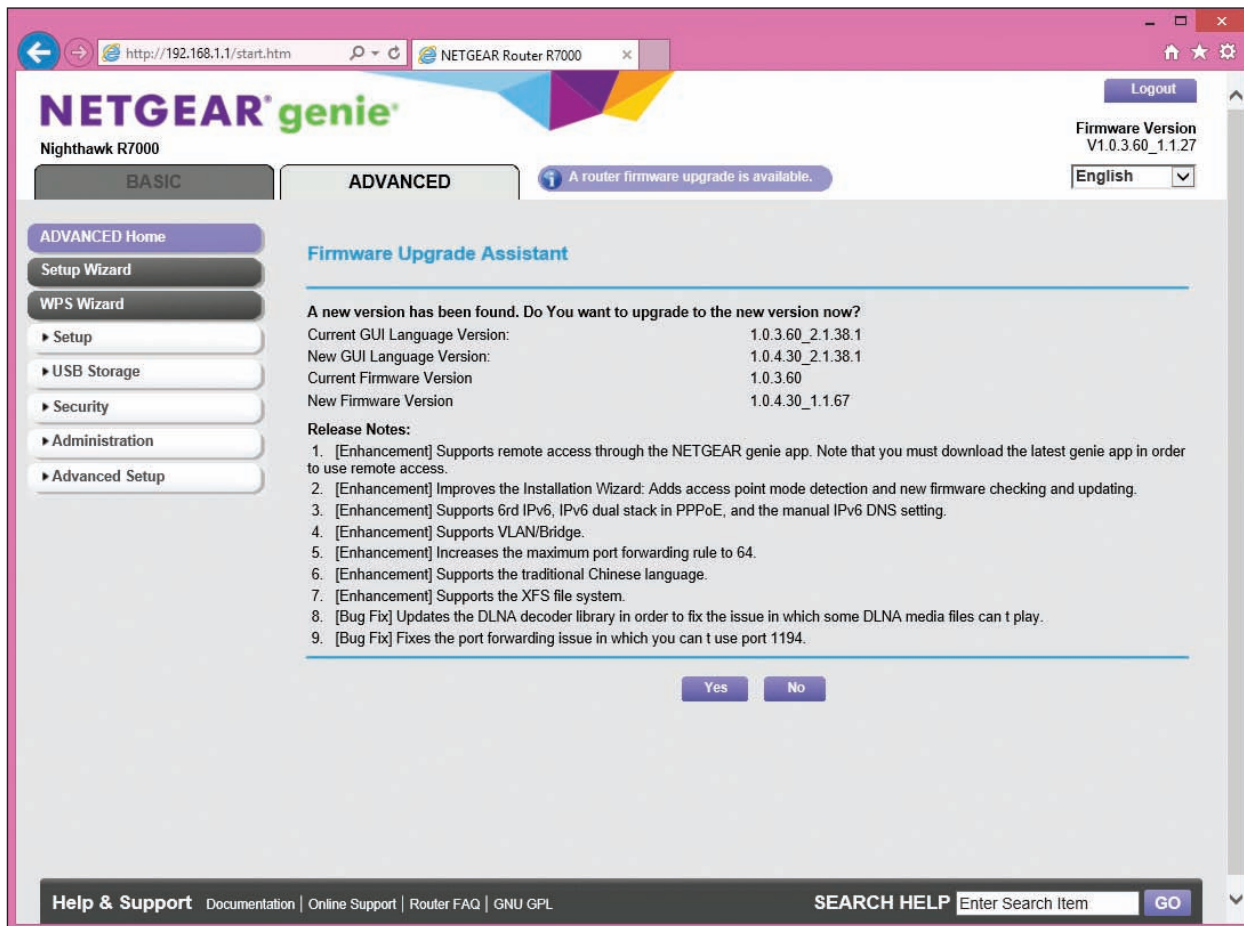 http://192.168.1.1/start.htm
NETGEAR Router R7000
NETGEAR® genie®
Logout
Nighthawk R7000
Firmware Version
V1.0.3.60_1.1.27
BASIC
ADVANCED
A router firmware upgrade is available.
English
ADVANCED Home
Setup Wizard
WPS Wizard
Setup
USB Storage
Security
Administration
Advanced Setup
Firmware Upgrade Assistant
A new version has been found. Do You want to upgrade to the new version now?
Current GUI Language Version: 1.0.3.60_2.1.38.1
New GUI Language Version: 1.0.4.30_2.1.38.1
Current Firmware Version 1.0.3.60
New Firmware Version 1.0.4.30_1.1.67
Release Notes:
1. [Enhancement] Supports remote access through the NETGEAR genie app. Note that you must download the latest genie app in order
to use remote access.
2. [Enhancement] Improves the Installation Wizard: Adds access point mode detection and new firmware checking and updating.
3. [Enhancement] Supports 6rd IPv6, IPv6 dual stack in PPPoE, and the manual IPv6 DNS setting.
4. [Enhancement] Supports VLAN/Bridge.
5. [Enhancement] Increases the maximum port forwarding rule to 64.
6. [Enhancement] Supports the traditional Chinese language.
7. [Enhancement] Supports the XFS file system.
8. [Bug Fix] Updates the DLNA decoder library in order to fix the issue in which some DLNA media files can t play.
9. [Bug Fix] Fixes the port forwarding issue in which you can t use port 1194.
Yes No
Help & Support Documentation | Online Support | Router FAQ | GNU GPL SEARCH HELP Enter Search Item GO